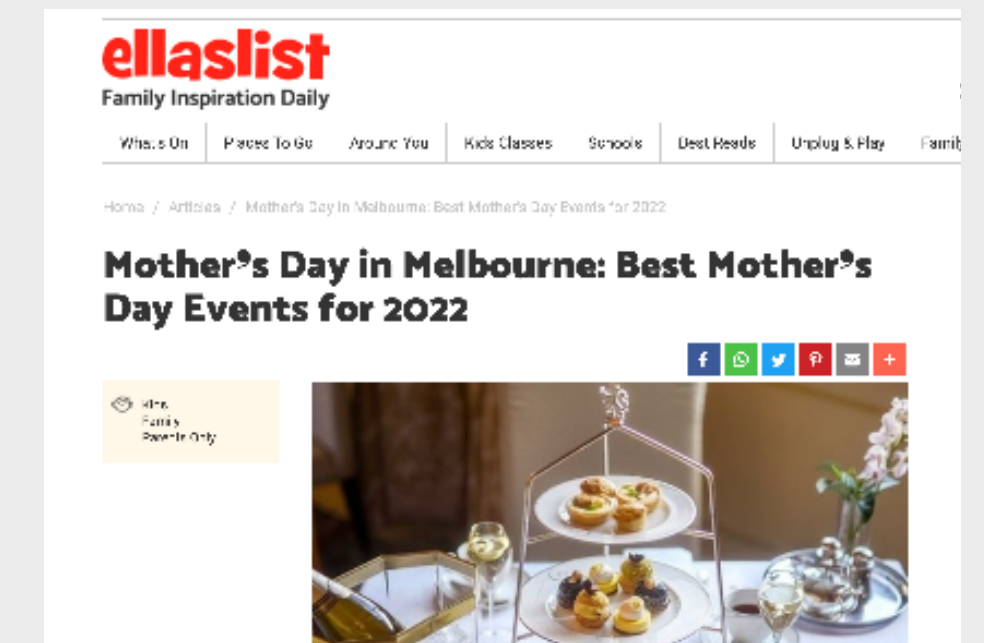 ellaslist
Family Inspiration Daily
What's On Places To Go Around You Kids Classes Schools Best Reads Unplug & Play Family
Home / Articles / Mother's Day in Melbourne: Best Mother's Day Events for 2022
Mother's Day in Melbourne: Best Mother's
Day Events for 2022
Kids
Family
Parents Only